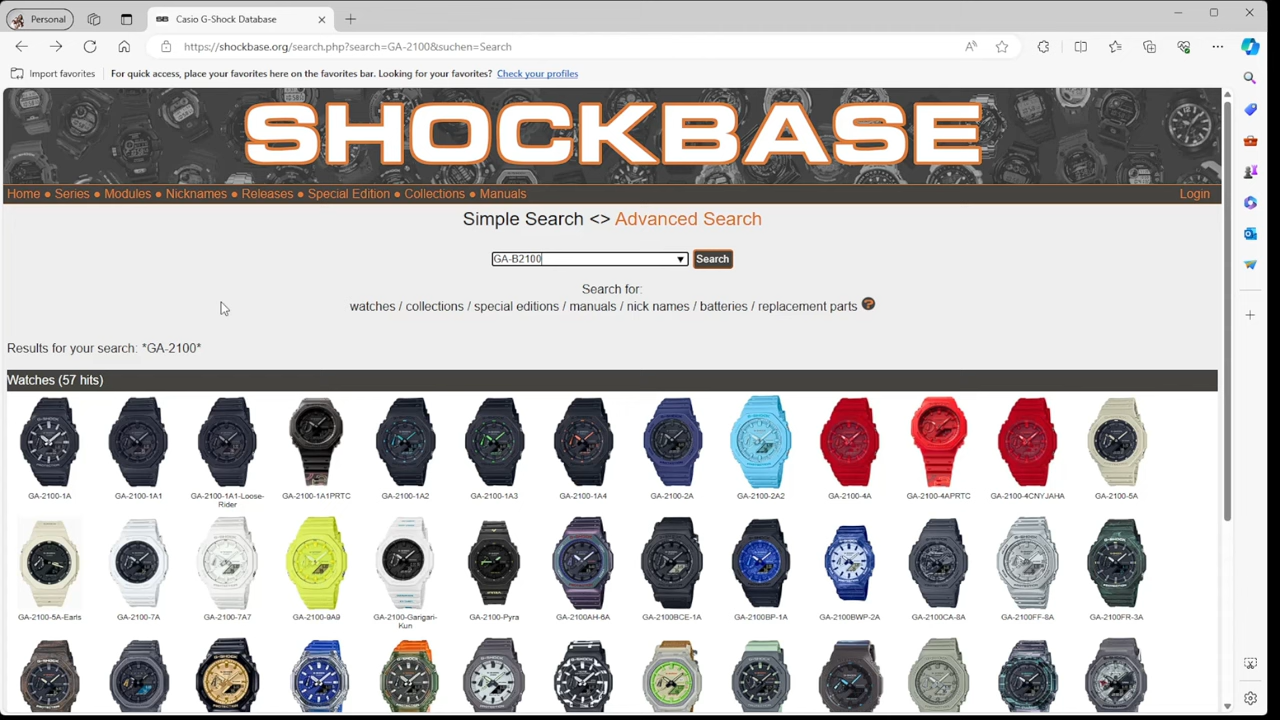 Personal
Casio G-Shock Database
https://shockbase.org/search.php?search=GA-2100&suchen=Search
Import favorites
For quick access, place your favorites here on the favorites bar. Looking for your favorites? Check your profiles
SHOCKBASE
Home ● Series ● Modules ● Nicknames ● Releases ● Special Edition ● Collections ● Manuals
Login
Simple Search <> Advanced Search
GA-B2100
Search
Search for:
watches / collections / special editions / manuals / nick names / batteries / replacement parts ?
Results for your search: *GA-2100*
Watches (57 hits)
GA-2100-1A GA-2100-1A1 GA-2100-1A1-Loose-Rider GA-2100-1A1PRTC GA-2100-1A2 GA-2100-1A3 GA-2100-1A4 GA-2100-2A GA-2100-2A2 GA-2100-4A GA-2100-4APRTC GA-2100-4CNYJAHA GA-2100-5A
GA-2100-5A-Earls GA-2100-7A GA-2100-7A7 GA-2100-9A9 GA-2100-Garigari-Kun GA-2100-Pyra GA-2100AH-6A GA-2100BCE-1A GA-2100BP-1A GA-2100BWP-2A GA-2100CA-8A GA-2100FF-8A GA-2100FR-3A